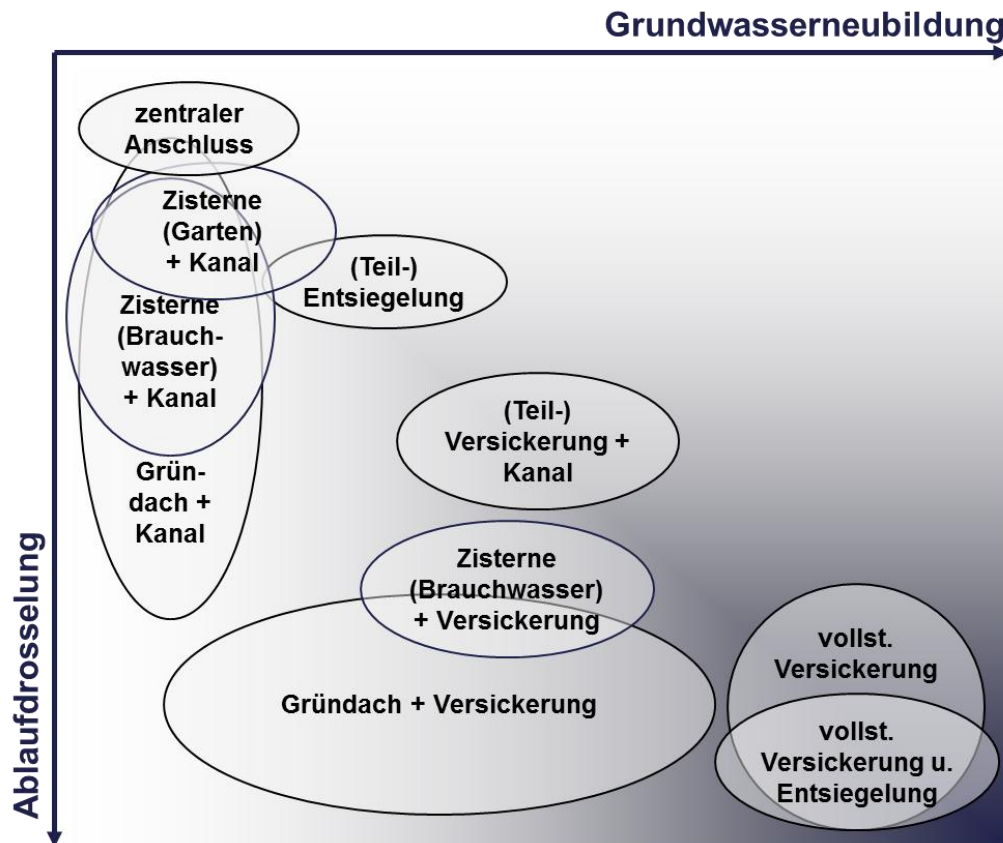 Grundwasserneubildung
zentraler
Anschluss
Zisterne
(Garten)
+ Kanal
(Teil-)
Entsiegelung
Zisterne
(Brauch-
wasser)
+ Kanal
(Teil-)
Versickerung +
Kanal
Grün-
dach +
Kanal
Zisterne
(Brauchwasser)
+ Versickerung
vollst.
Versickerung
Gründach + Versickerung
vollst.
Versickerung u.
Entsiegelung
Ablaufdrosselung